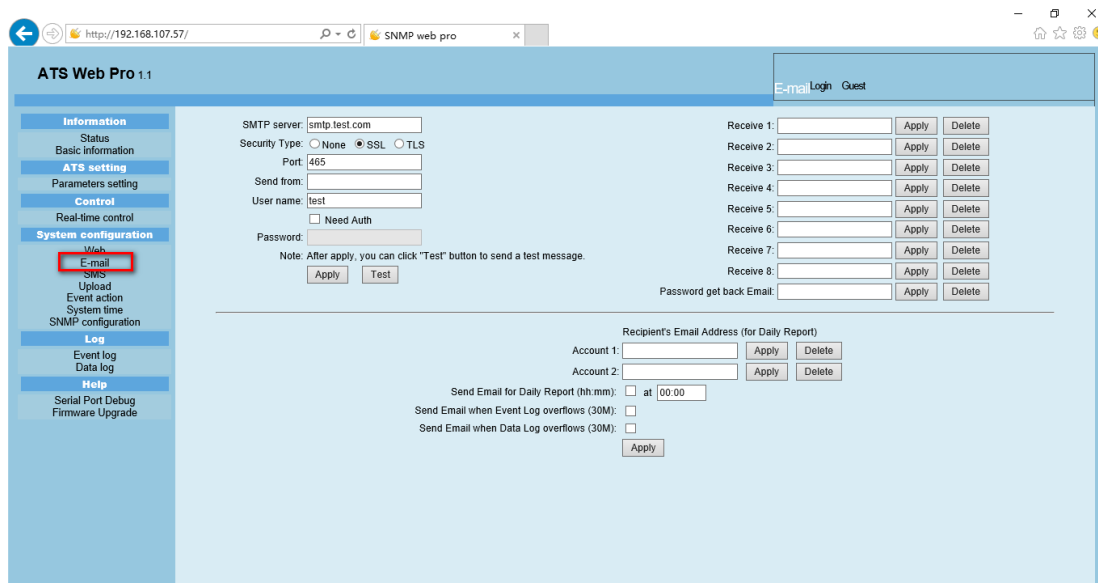 http://192.168.107.57/
SNMP web pro
ATS Web Pro 1.1
E-mail Login Guest
Information
Status
Basic information
ATS setting
Parameters setting
Control
Real-time control
System configuration
Web
E-mail
SMS
Upload
Event action
System time
SNMP configuration
Log
Event log
Data log
Help
Serial Port Debug
Firmware Upgrade
SMTP server: smtp.test.com
Security Type: None SSL TLS
Port: 465
Send from:
User name: test
Need Auth
Password:
Note: After apply, you can click "Test" button to send a test message.
Apply Test
Receive 1: Apply Delete
Receive 2: Apply Delete
Receive 3: Apply Delete
Receive 4: Apply Delete
Receive 5: Apply Delete
Receive 6: Apply Delete
Receive 7: Apply Delete
Receive 8: Apply Delete
Password get back Email: Apply Delete
Recipient's Email Address (for Daily Report)
Account 1: Apply Delete
Account 2: Apply Delete
Send Email for Daily Report (hh:mm): at 00:00
Send Email when Event Log overflows (30M):
Send Email when Data Log overflows (30M):
Apply